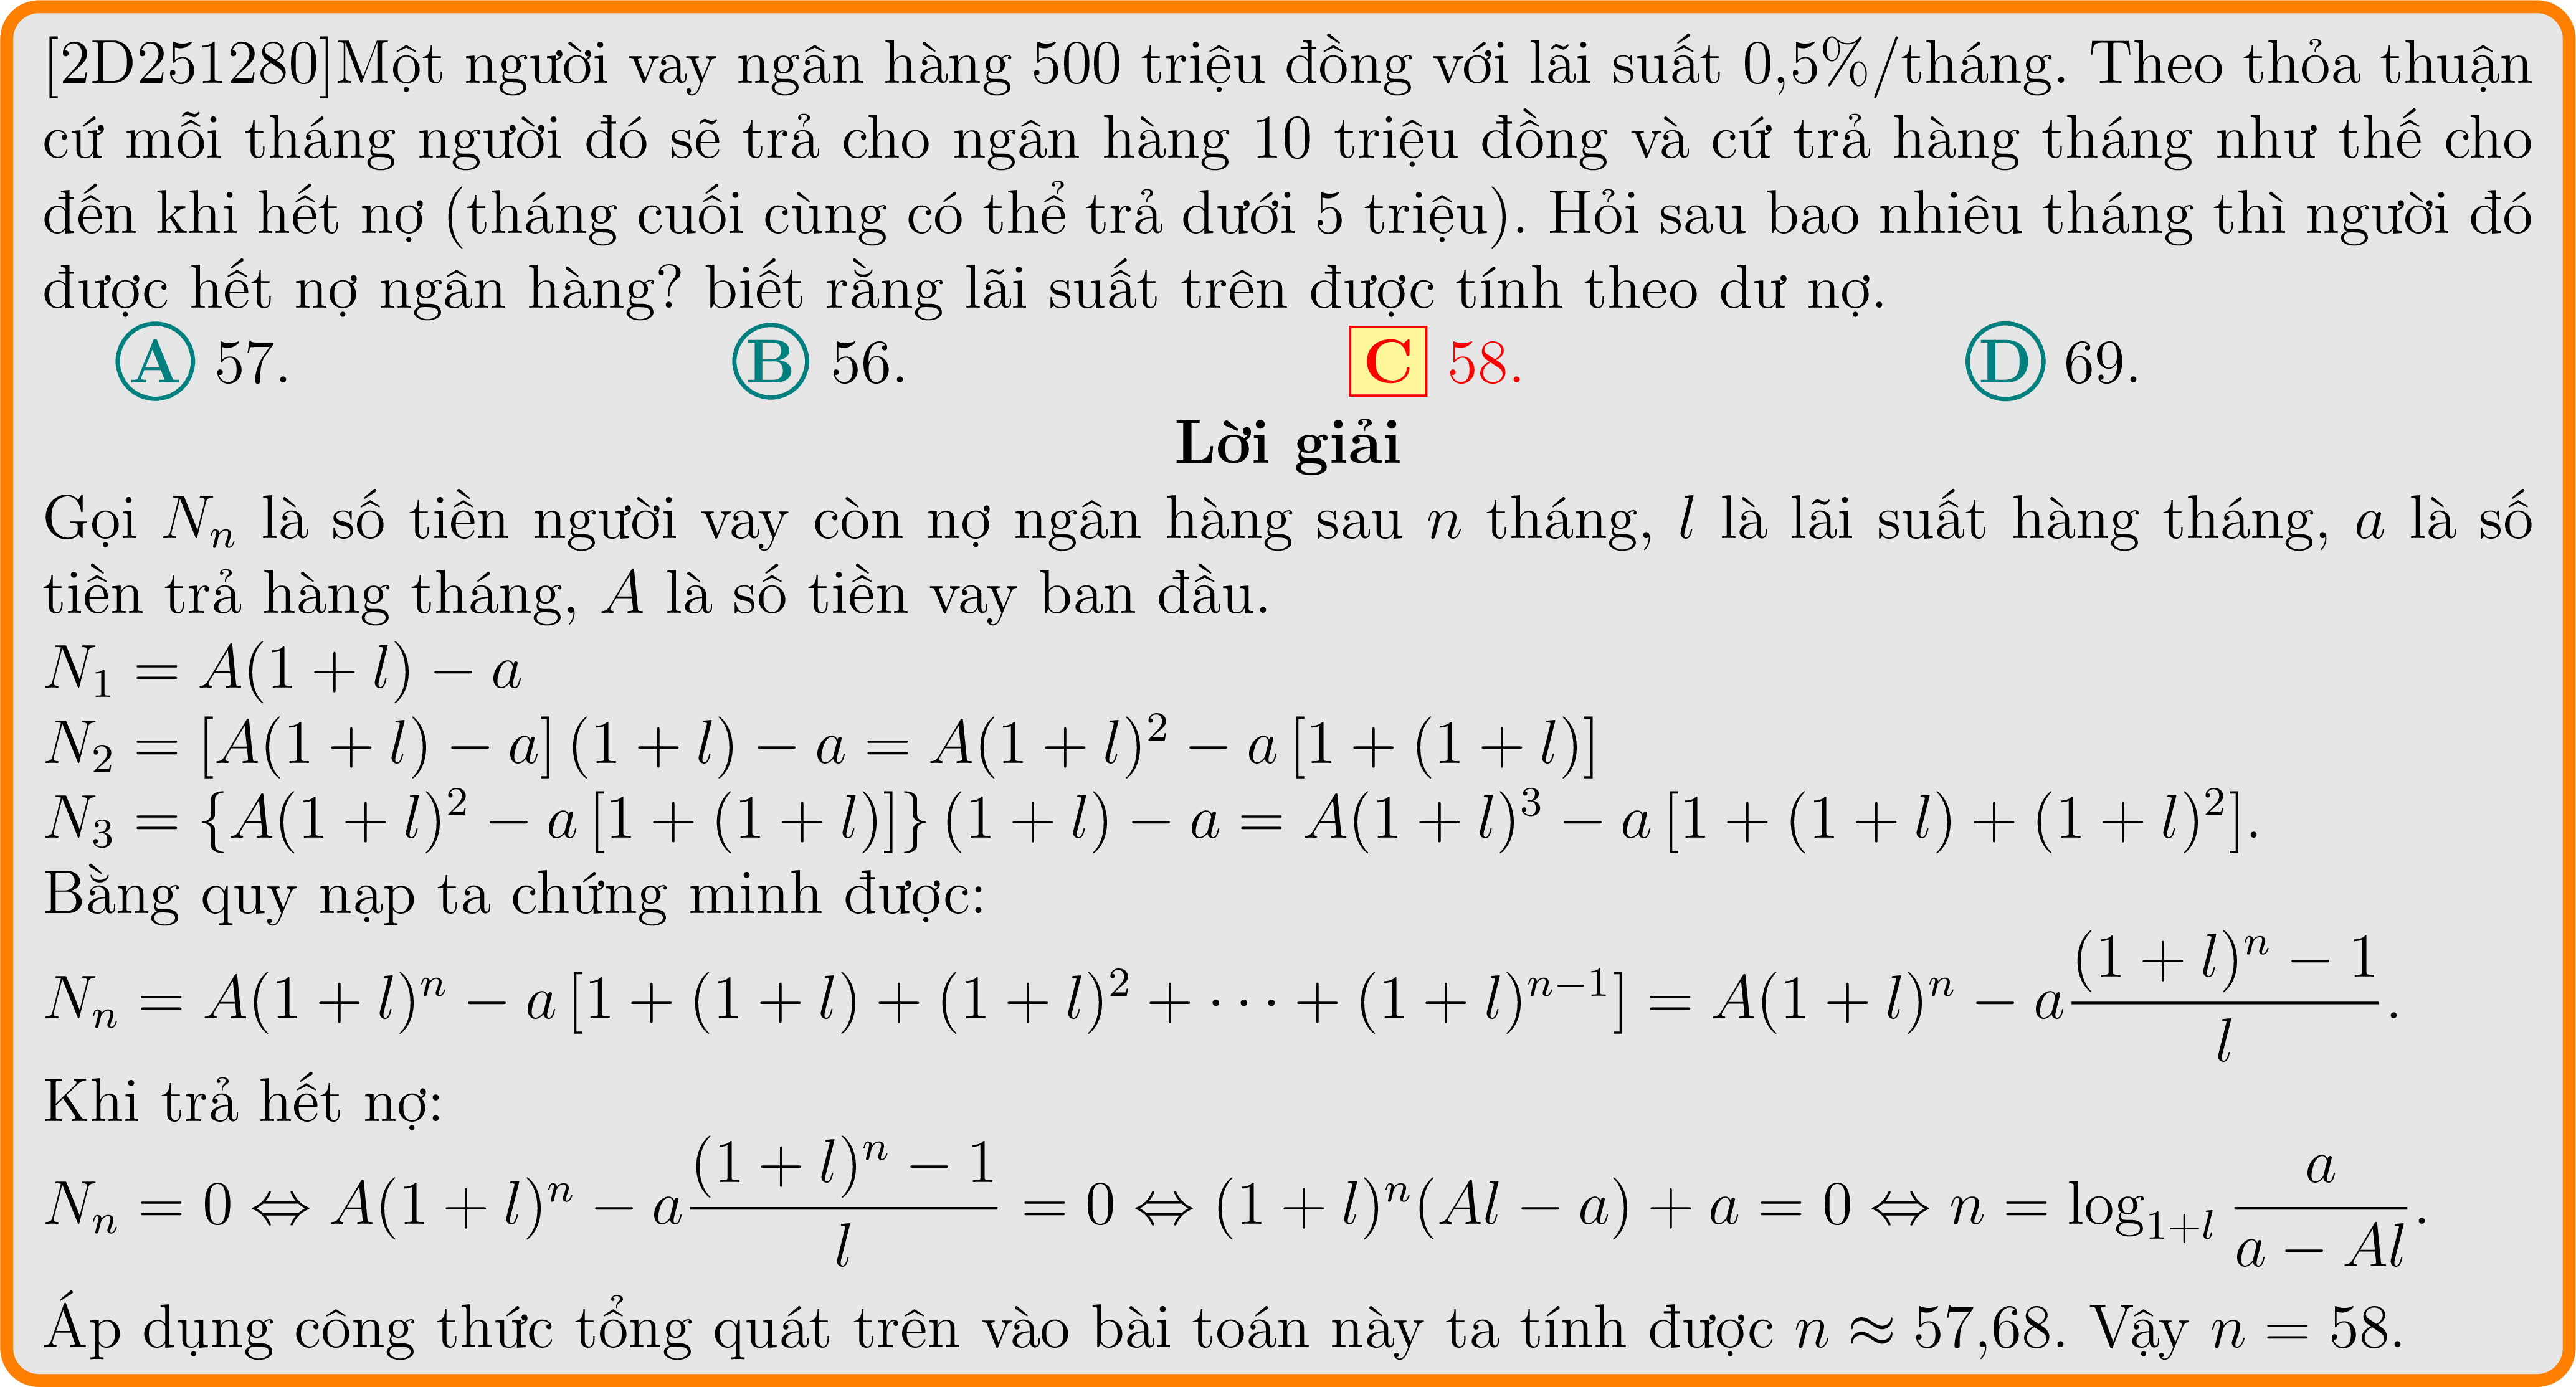 [2D251280]Một người vay ngân hàng 500 triệu đồng với lãi suất 0,5%/tháng. Theo thỏa thuận
cứ mỗi tháng người đó sẽ trả cho ngân hàng 10 triệu đồng và cứ trả hàng tháng như thế cho
đến khi hết nợ (tháng cuối cùng có thể trả dưới 5 triệu). Hỏi sau bao nhiêu tháng thì người đó
được hết nợ ngân hàng? biết rằng lãi suất trên được tính theo dư nợ.
A 57. B 56. C 58. D 69.
Lời giải
Gọi $N_n$ là số tiền người vay còn nợ ngân hàng sau $n$ tháng, $l$ là lãi suất hàng tháng, $a$ là số
tiền trả hàng tháng, $A$ là số tiền vay ban đầu.
$N_1 = A(1 + l) - a$
$N_2 = [A(1 + l) - a](1 + l) - a = A(1 + l)^2 - a[1 + (1 + l)]$
$N_3 = \{A(1 + l)^2 - a[1 + (1 + l)]\}(1 + l) - a = A(1 + l)^3 - a[1 + (1 + l) + (1 + l)^2].$
Bằng quy nạp ta chứng minh được:
$N_n = A(1 + l)^n - a[1 + (1 + l) + (1 + l)^2 + \cdots + (1 + l)^{n-1}] = A(1 + l)^n - a\frac{(1 + l)^n - 1}{l}.$
Khi trả hết nợ:
$N_n = 0 \Leftrightarrow A(1 + l)^n - a\frac{(1 + l)^n - 1}{l} = 0 \Leftrightarrow (1 + l)^n(Al - a) + a = 0 \Leftrightarrow n = \log_{1+l}\frac{a}{a - Al}.$
Áp dụng công thức tổng quát trên vào bài toán này ta tính được $n \approx 57{,}68$. Vậy $n = 58$.